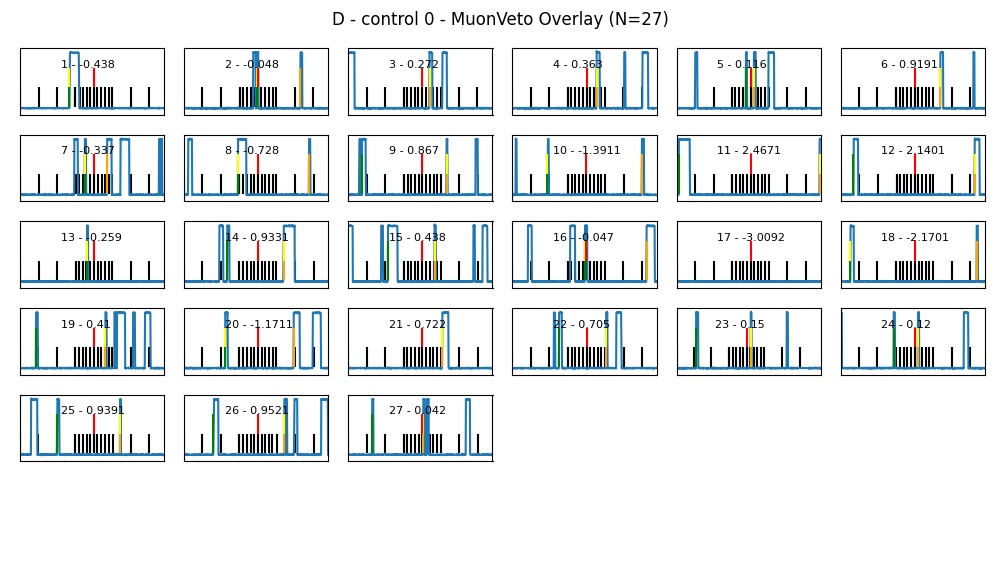 D - control 0 - MuonVeto Overlay (N=27)
1 - -0.438
2 - -0.048
3 - 0.272
4 - 0.363
5 - 0.116
6 - 0.9191
7 - -0.337
8 - -0.728
9 - 0.867
10 - -1.3911
11 - 2.4671
12 - 2.1401
13 - -0.259
14 - 0.9331
15 - 0.438
16 - -0.047
17 - -3.0092
18 - -2.1701
19 - 0.41
20 - -1.1711
21 - 0.722
22 - 0.705
23 - 0.15
24 - 0.12
25 - 0.9391
26 - 0.9521
27 - 0.042